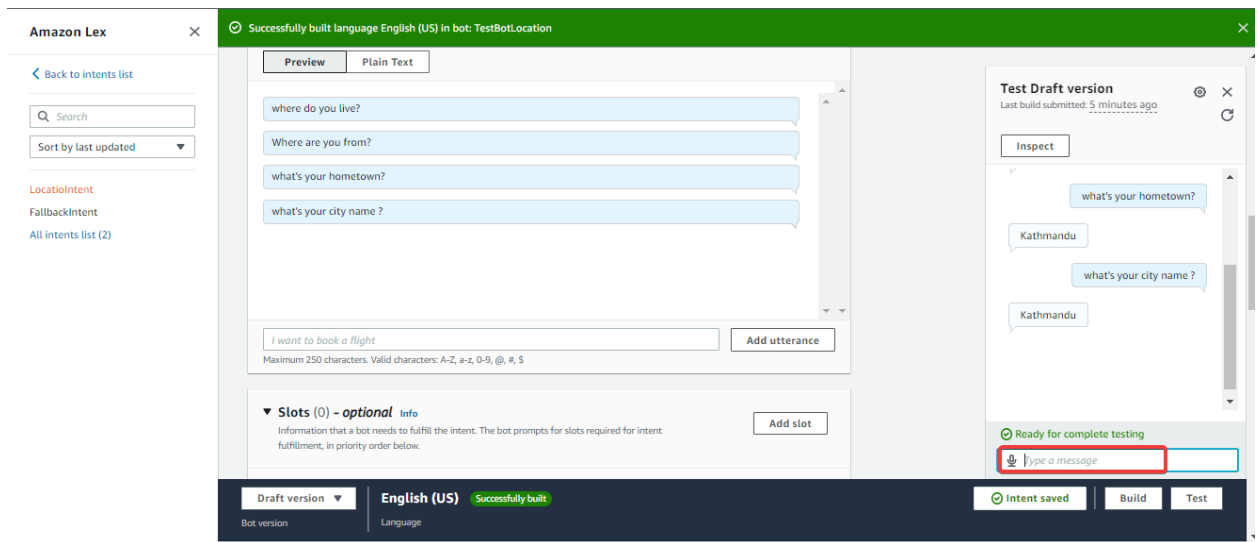 Amazon Lex
Back to intents list
Search
Sort by last updated
LocatioIntent
FallbackIntent
All intents list (2)
Successfully built language English (US) in bot: TestBotLocation
Preview
Plain Text
where do you live?
Where are you from?
what's your hometown?
what's your city name ?
I want to book a flight
Add utterance
Maximum 250 characters. Valid characters: A-Z, a-z, 0-9, @, #, $
Slots (0) - optional Info
Information that a bot needs to fulfill the intent. The bot prompts for slots required for intent
fulfillment, in priority order below.
Add slot
Test Draft version
Last build submitted: 5 minutes ago
Inspect
what's your hometown?
Kathmandu
what's your city name ?
Kathmandu
Ready for complete testing
Type a message
Draft version
Bot version
English (US) Successfully built
Language
Intent saved
Build
Test